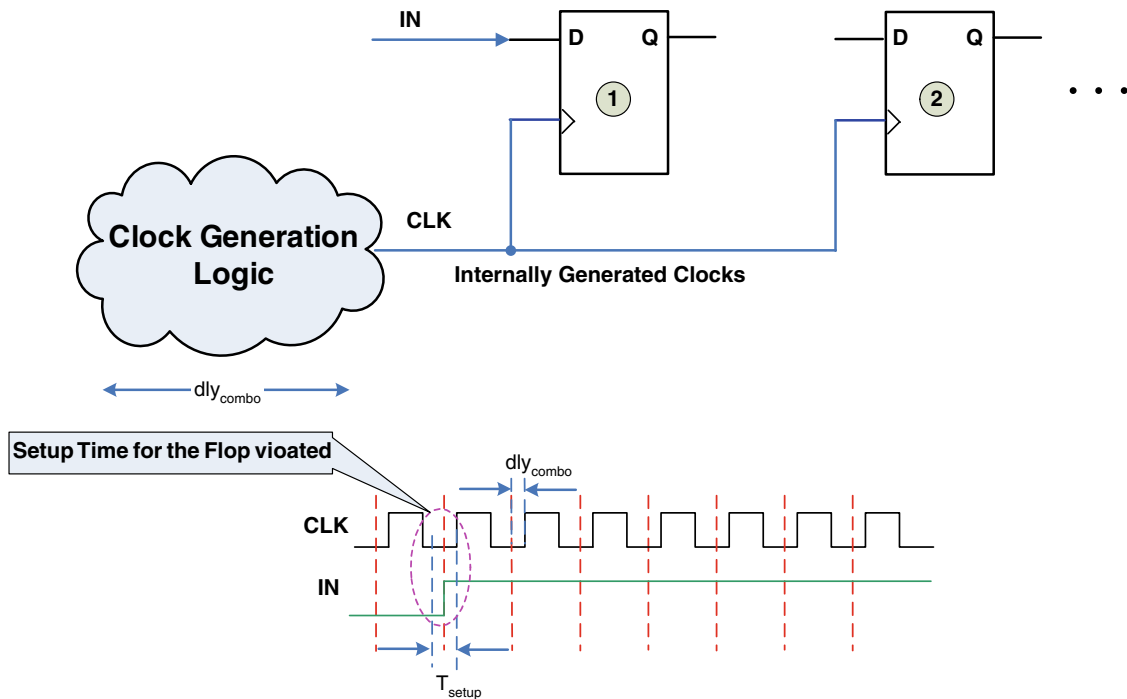 IN
D Q
D Q
1
2
. . .
Clock Generation
Logic
CLK
Internally Generated Clocks
dlycombo
Setup Time for the Flop vioated
dlycombo
CLK
IN
Tsetup